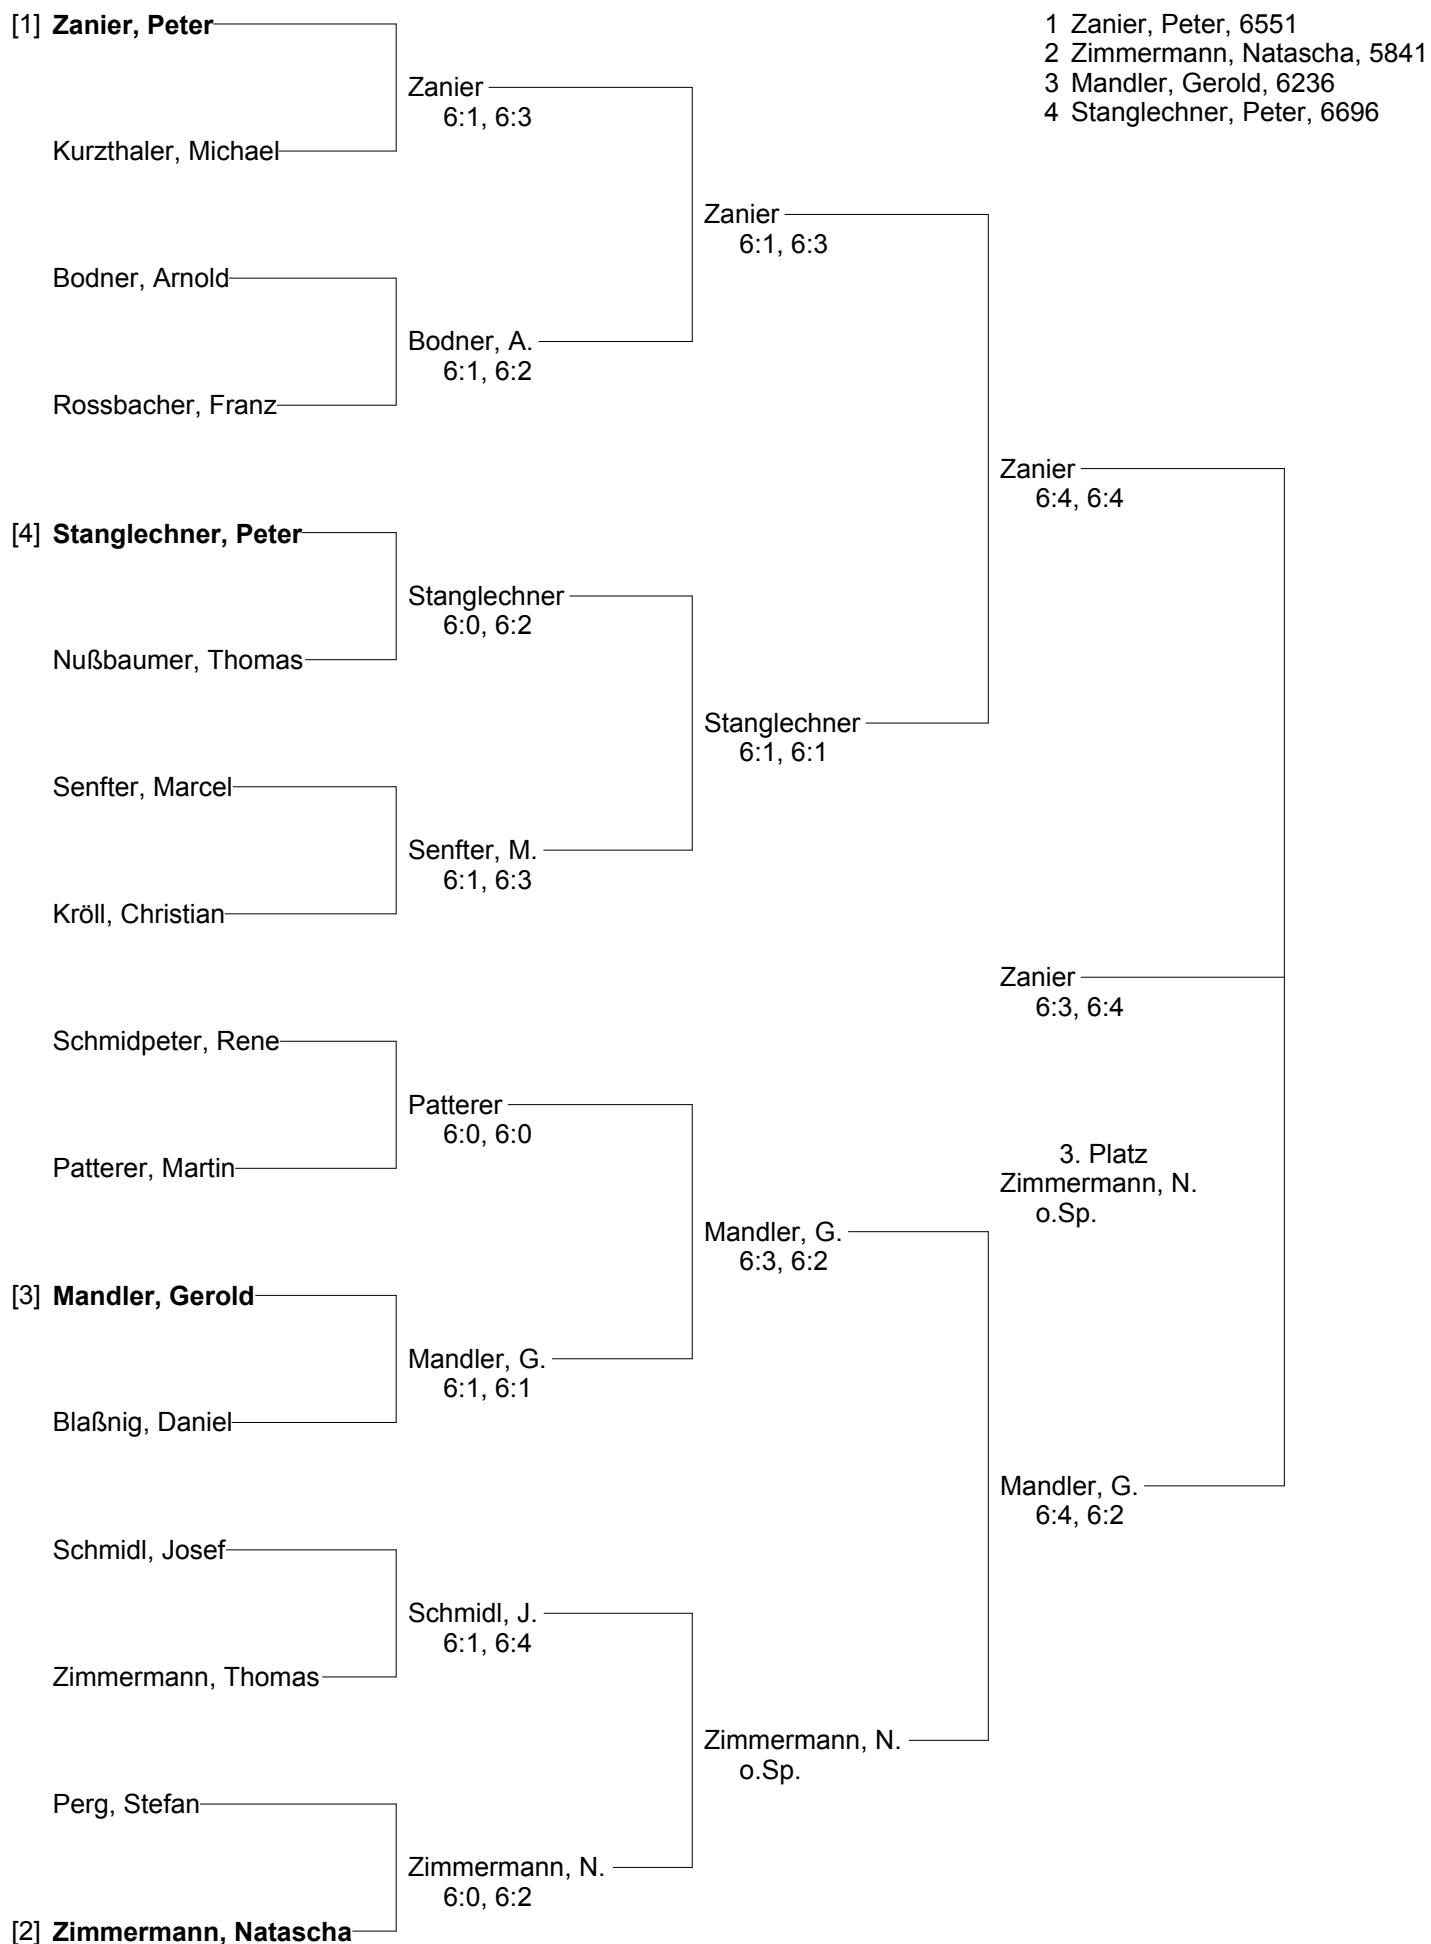 [1] Zanier, Peter
1 Zanier, Peter, 6551
2 Zimmermann, Natascha, 5841
3 Mandler, Gerold, 6236
4 Stanglechner, Peter, 6696
Zanier
6:1, 6:3
Kurzthaler, Michael
Zanier
6:1, 6:3
Bodner, Arnold
Bodner, A.
6:1, 6:2
Rossbacher, Franz
Zanier
6:4, 6:4
[4] Stanglechner, Peter
Stanglechner
6:0, 6:2
Nußbaumer, Thomas
Stanglechner
6:1, 6:1
Senfter, Marcel
Senfter, M.
6:1, 6:3
Kröll, Christian
Zanier
6:3, 6:4
Schmidpeter, Rene
Patterer
6:0, 6:0
Patterer, Martin
3. Platz
Zimmermann, N.
o.Sp.
Mandler, G.
6:3, 6:2
[3] Mandler, Gerold
Mandler, G.
6:1, 6:1
Blaßnig, Daniel
Mandler, G.
6:4, 6:2
Schmidl, Josef
Schmidl, J.
6:1, 6:4
Zimmermann, Thomas
Zimmermann, N.
o.Sp.
Perg, Stefan
Zimmermann, N.
6:0, 6:2
[2] Zimmermann, Natascha